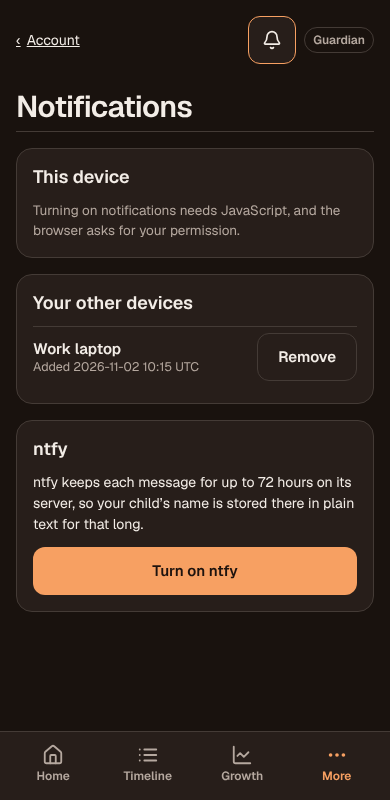 ‹ Account
Guardian
Notifications
This device
Turning on notifications needs JavaScript, and the
browser asks for your permission.
Your other devices
Work laptop
Added 2026-11-02 10:15 UTC
Remove
ntfy
ntfy keeps each message for up to 72 hours on its
server, so your child's name is stored there in plain
text for that long.
Turn on ntfy
Home
Timeline
Growth
More